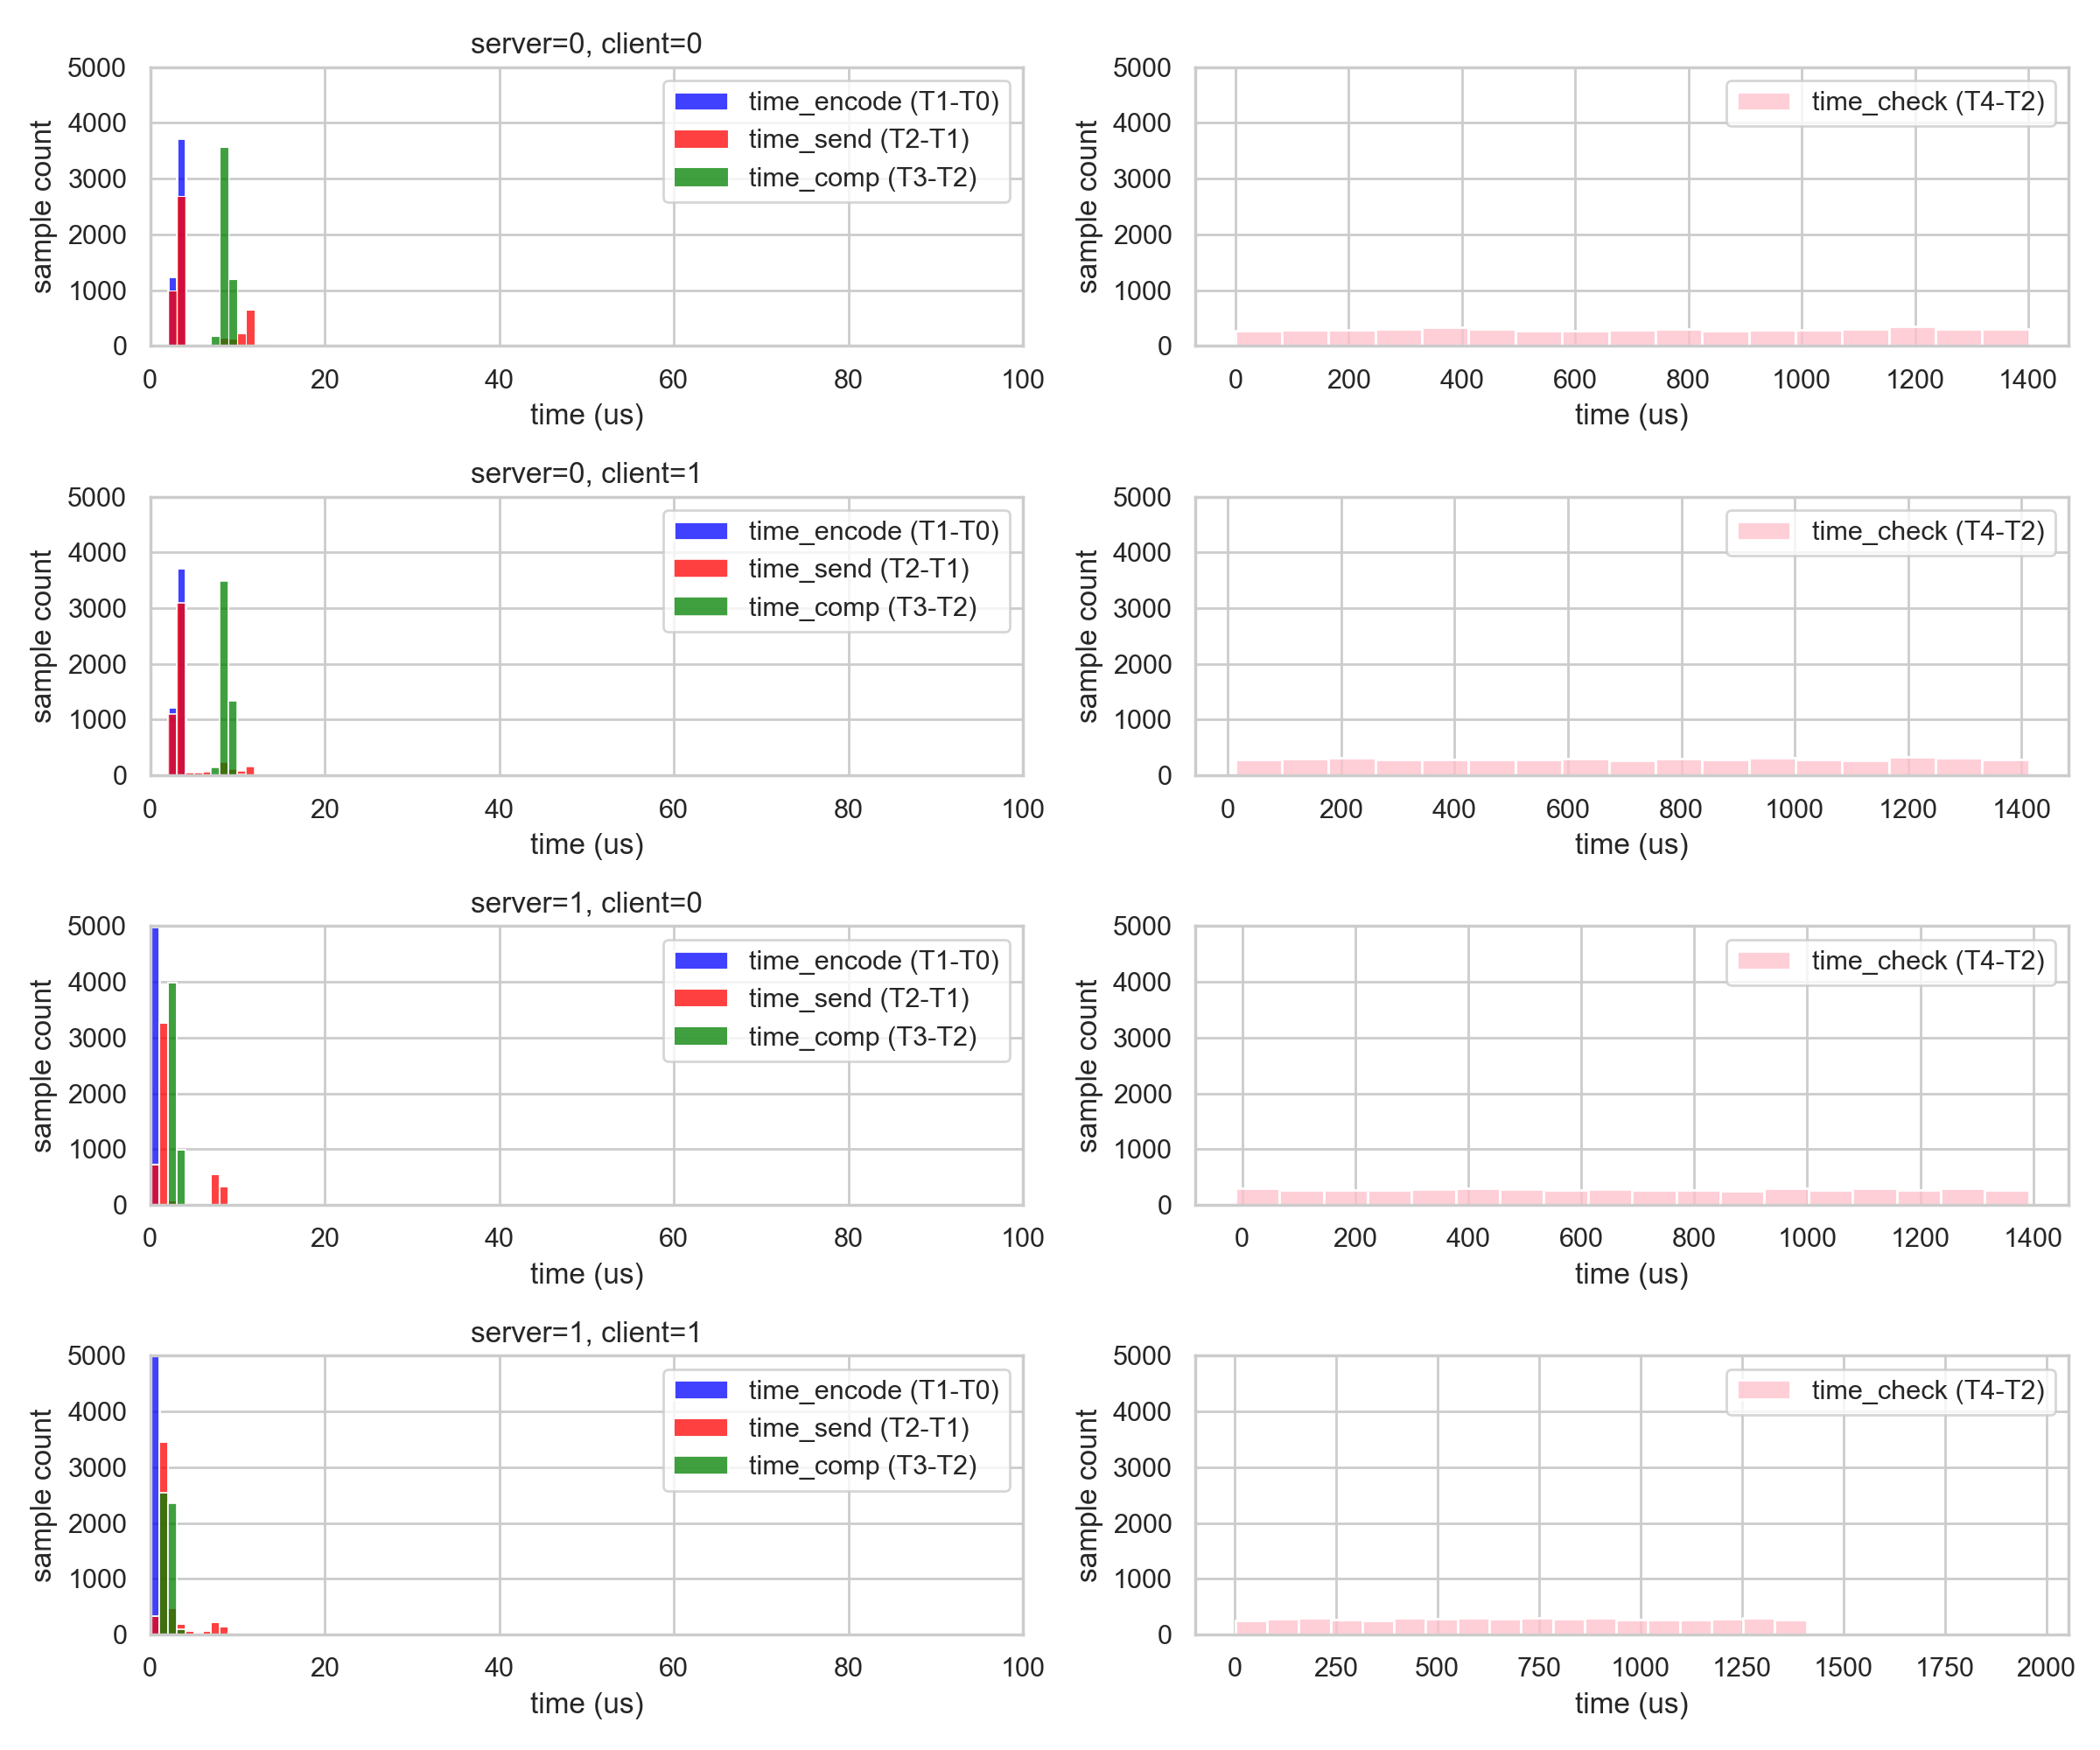 server=0, client=0
5000
4000
3000
2000
1000
0
sample count
time_encode (T1-T0)
time_send (T2-T1)
time_comp (T3-T2)
0 20 40 60 80 100
time (us)
5000
4000
3000
2000
1000
0
sample count
time_check (T4-T2)
0 200 400 600 800 1000 1200 1400
time (us)
server=0, client=1
5000
4000
3000
2000
1000
0
sample count
time_encode (T1-T0)
time_send (T2-T1)
time_comp (T3-T2)
0 20 40 60 80 100
time (us)
5000
4000
3000
2000
1000
0
sample count
time_check (T4-T2)
0 200 400 600 800 1000 1200 1400
time (us)
server=1, client=0
5000
4000
3000
2000
1000
0
sample count
time_encode (T1-T0)
time_send (T2-T1)
time_comp (T3-T2)
0 20 40 60 80 100
time (us)
5000
4000
3000
2000
1000
0
sample count
time_check (T4-T2)
0 200 400 600 800 1000 1200 1400
time (us)
server=1, client=1
5000
4000
3000
2000
1000
0
sample count
time_encode (T1-T0)
time_send (T2-T1)
time_comp (T3-T2)
0 20 40 60 80 100
time (us)
5000
4000
3000
2000
1000
0
sample count
time_check (T4-T2)
0 250 500 750 1000 1250 1500 1750 2000
time (us)